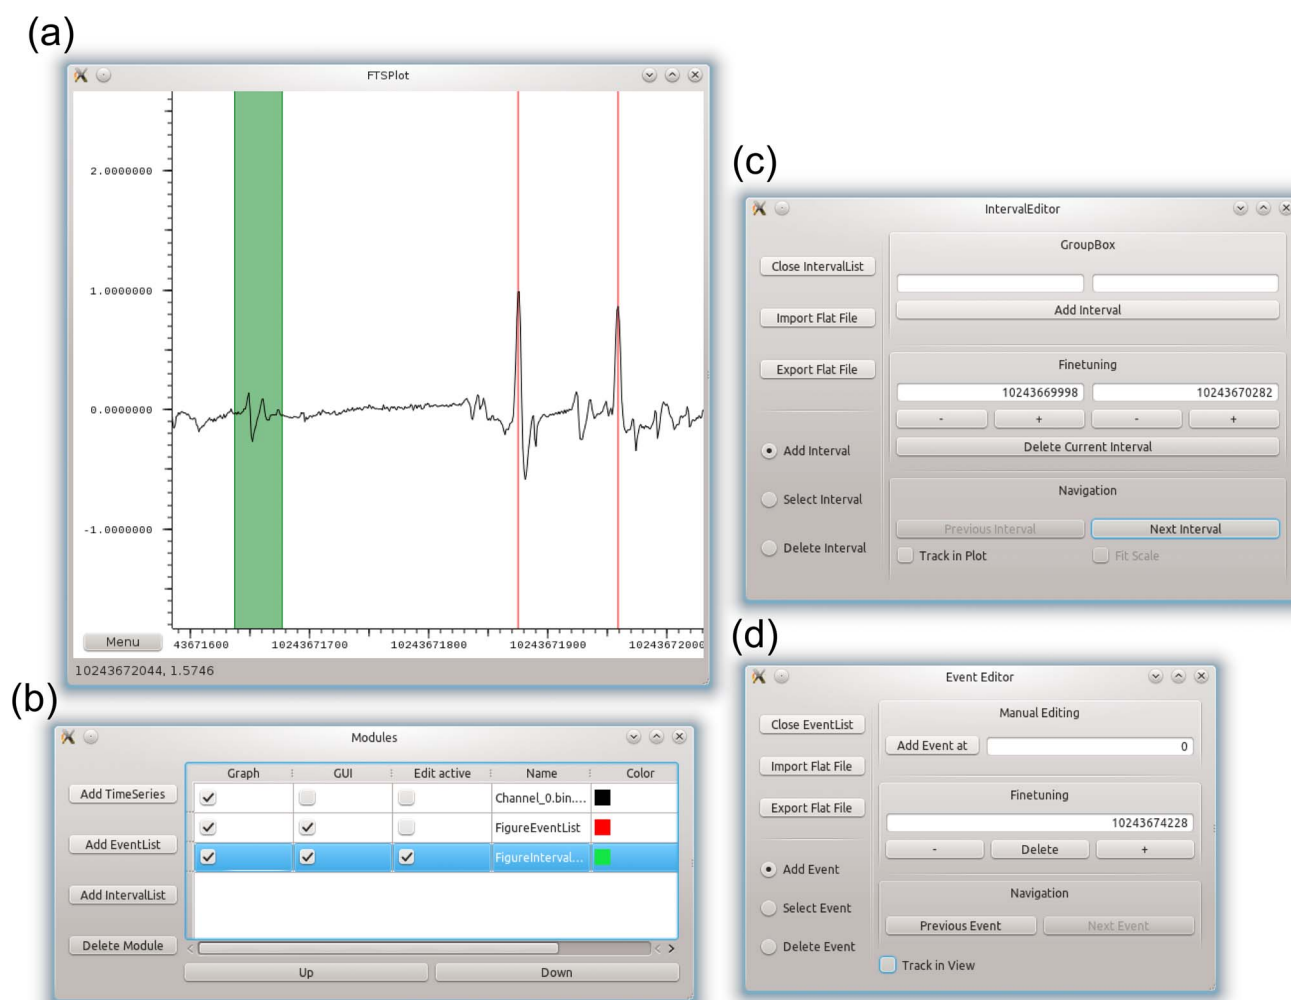 (a)
FTSPlot
2.0000000
1.0000000
0.0000000
-1.0000000
Menu
43671600 10243671700 10243671800 10243671900 10243672000
10243672044, 1.5746
(b)
Modules
Add TimeSeries
Add EventList
Add IntervalList
Delete Module
Graph GUI Edit active Name Color
Channel_0.bin....
FigureEventList
FigureInterval...
Up Down
(c)
IntervalEditor
Close IntervalList
Import Flat File
Export Flat File
Add Interval
Select Interval
Delete Interval
GroupBox
Add Interval
Finetuning
10243669998 10243670282
- + - +
Delete Current Interval
Navigation
Previous Interval Next Interval
Track in Plot Fit Scale
(d)
Event Editor
Close EventList
Import Flat File
Export Flat File
Add Event
Select Event
Delete Event
Manual Editing
Add Event at 0
Finetuning
10243674228
- Delete +
Navigation
Previous Event Next Event
Track in View